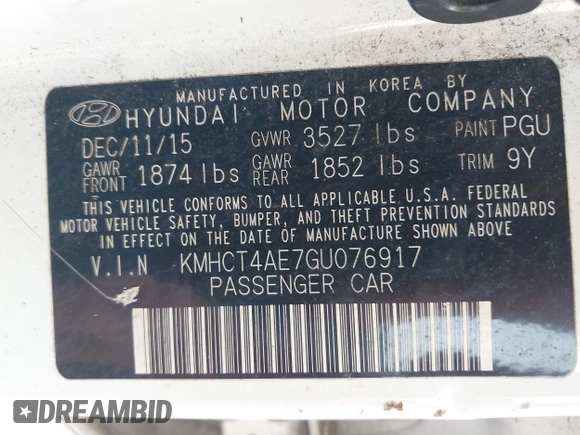 MANUFACTURED IN KOREA BY
HYUNDAI MOTOR COMPANY
DEC/11/15 GVWR 3527 lbs PAINT PGU
GAWR FRONT 1874 lbs GAWR REAR 1852 lbs TRIM 9Y
THIS VEHICLE CONFORMS TO ALL APPLICABLE U.S.A. FEDERAL
MOTOR VEHICLE SAFETY, BUMPER, AND THEFT PREVENTION STANDARDS
IN EFFECT ON THE DATE OF MANUFACTURE SHOWN ABOVE
V.I.N KMHCT4AE7GU076917
PASSENGER CAR
DREAMBID